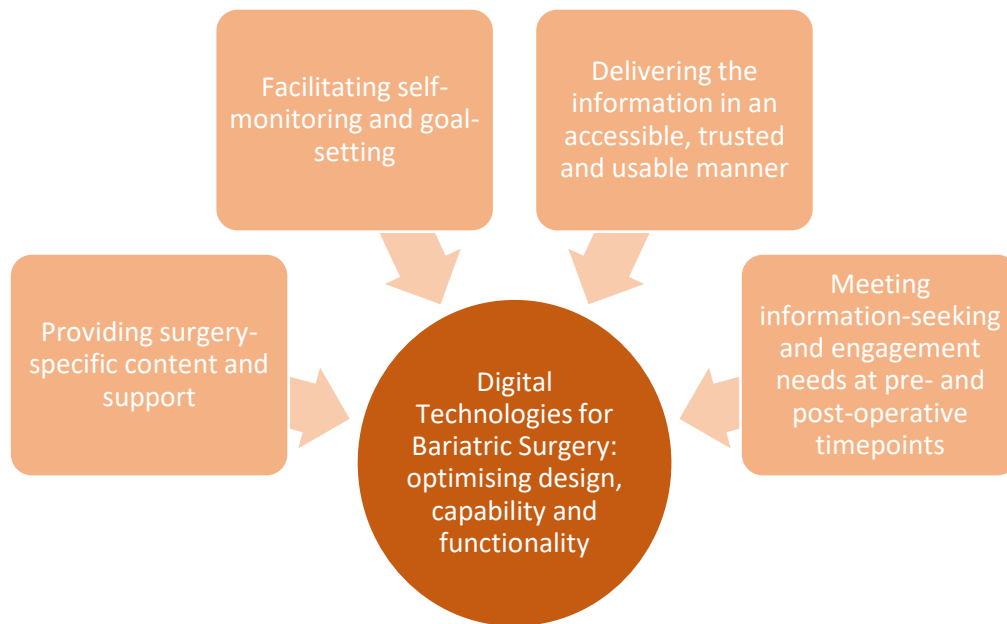 Facilitating self-
monitoring and goal-
setting
Delivering the
information in an
accessible, trusted
and usable manner
Providing surgery-
specific content and
support
Meeting
information-seeking
and engagement
needs at pre- and
post-operative
timepoints
Digital
Technologies for
Bariatric Surgery:
optimising design,
capability and
functionality